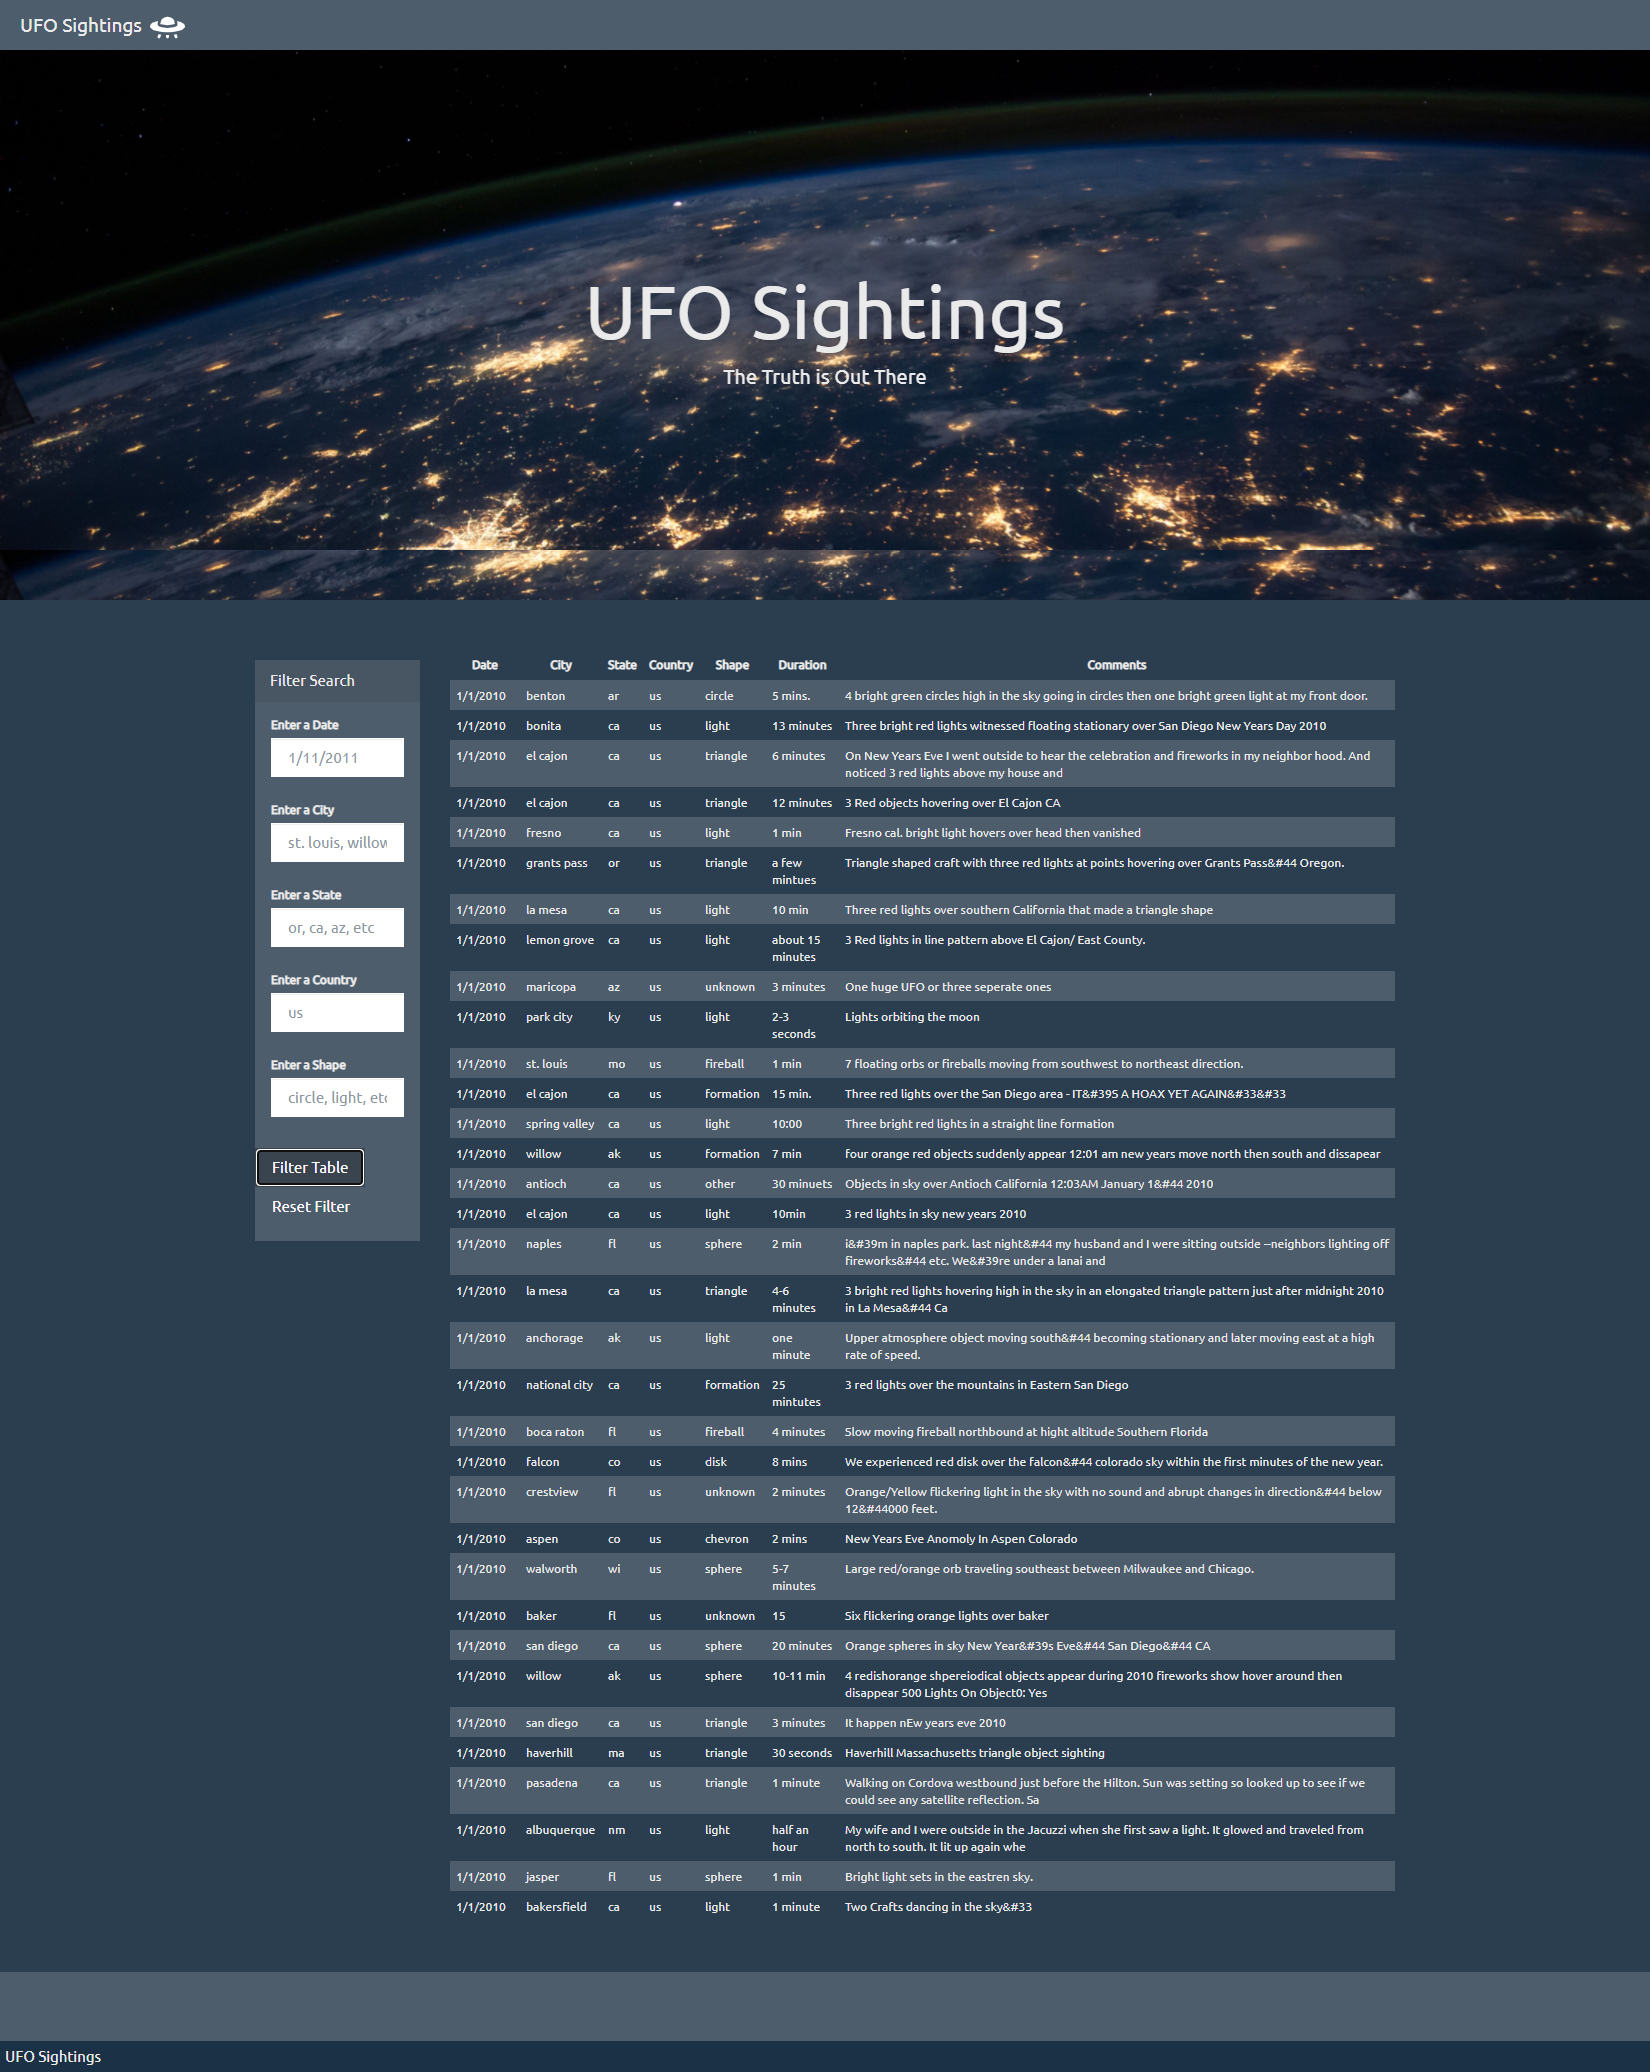 UFO Sightings
UFO Sightings
The Truth is Out There
Filter Search
Enter a Date
1/11/2011
Enter a City
st. louis, willow
Enter a State
or, ca, az, etc
Enter a Country
us
Enter a Shape
circle, light, etc
Filter Table
Reset Filter
Date City State Country Shape Duration Comments
1/1/2010 benton ar us circle 5 mins. 4 bright green circles high in the sky going in circles then one bright green light at my front door.
1/1/2010 bonita ca us light 13 minutes Three bright red lights witnessed floating stationary over San Diego New Years Day 2010
1/1/2010 el cajon ca us triangle 6 minutes On New Years Eve I went outside to hear the celebration and fireworks in my neighbor hood. And
noticed 3 red lights above my house and
1/1/2010 el cajon ca us triangle 12 minutes 3 Red objects hovering over El Cajon CA
1/1/2010 fresno ca us light 1 min Fresno cal. bright light hovers over head then vanished
1/1/2010 grants pass or us triangle a few Triangle shaped craft with three red lights at points hovering over Grants Pass&#44 Oregon.
mintues
1/1/2010 la mesa ca us light 10 min Three red lights over southern California that made a triangle shape
1/1/2010 lemon grove ca us light about 15 3 Red lights in line pattern above El Cajon/ East County.
minutes
1/1/2010 maricopa az us unknown 3 minutes One huge UFO or three seperate ones
1/1/2010 park city ky us light 2-3 Lights orbiting the moon
seconds
1/1/2010 st. louis mo us fireball 1 min 7 floating orbs or fireballs moving from southwest to northeast direction.
1/1/2010 el cajon ca us formation 15 min. Three red lights over the San Diego area - IT&#39S A HOAX YET AGAIN&#33&#33
1/1/2010 spring valley ca us light 10:00 Three bright red lights in a straight line formation
1/1/2010 willow ak us formation 7 min four orange red objects suddenly appear 12:01 am new years move north then south and dissapear
1/1/2010 antioch ca us other 30 minuets Objects in sky over Antioch California 12:03AM January 1&#44 2010
1/1/2010 el cajon ca us light 10min 3 red lights in sky new years 2010
1/1/2010 naples fl us sphere 2 min i&#39m in naples park. last night&#44 my husband and I were sitting outside --neighbors lighting off
fireworks&#44 etc. We&#39re under a lanai and
1/1/2010 la mesa ca us triangle 4-6 3 bright red lights hovering high in the sky in an elongated triangle pattern just after midnight 2010
minutes in La Mesa&#44 Ca
1/1/2010 anchorage ak us light one Upper atmosphere object moving south&#44 becoming stationary and later moving east at a high
minute rate of speed.
1/1/2010 national city ca us formation 25 3 red lights over the mountains in Eastern San Diego
mintutes
1/1/2010 boca raton fl us fireball 4 minutes Slow moving fireball northbound at hight altitude Southern Florida
1/1/2010 falcon co us disk 8 mins We experienced red disk over the falcon&#44 colorado sky within the first minutes of the new year.
1/1/2010 crestview fl us unknown 2 minutes Orange/Yellow flickering light in the sky with no sound and abrupt changes in direction&#44 below
12&#44000 feet.
1/1/2010 aspen co us chevron 2 mins New Years Eve Anomoly In Aspen Colorado
1/1/2010 walworth wi us sphere 5-7 Large red/orange orb traveling southeast between Milwaukee and Chicago.
minutes
1/1/2010 baker fl us unknown 15 Six flickering orange lights over baker
1/1/2010 san diego ca us sphere 20 minutes Orange spheres in sky New Year&#39s Eve&#44 San Diego&#44 CA
1/1/2010 willow ak us sphere 10-11 min 4 redishorange shpereiodical objects appear during 2010 fireworks show hover around then
disappear 500 Lights On Object0: Yes
1/1/2010 san diego ca us triangle 3 minutes It happen nEw years eve 2010
1/1/2010 haverhill ma us triangle 30 seconds Haverhill Massachusetts triangle object sighting
1/1/2010 pasadena ca us triangle 1 minute Walking on Cordova westbound just before the Hilton. Sun was setting so looked up to see if we
could see any satellite reflection. Sa
1/1/2010 albuquerque nm us light half an My wife and I were outside in the Jacuzzi when she first saw a light. It glowed and traveled from
hour north to south. It lit up again whe
1/1/2010 jasper fl us sphere 1 min Bright light sets in the eastren sky.
1/1/2010 bakersfield ca us light 1 minute Two Crafts dancing in the sky&#33
UFO Sightings